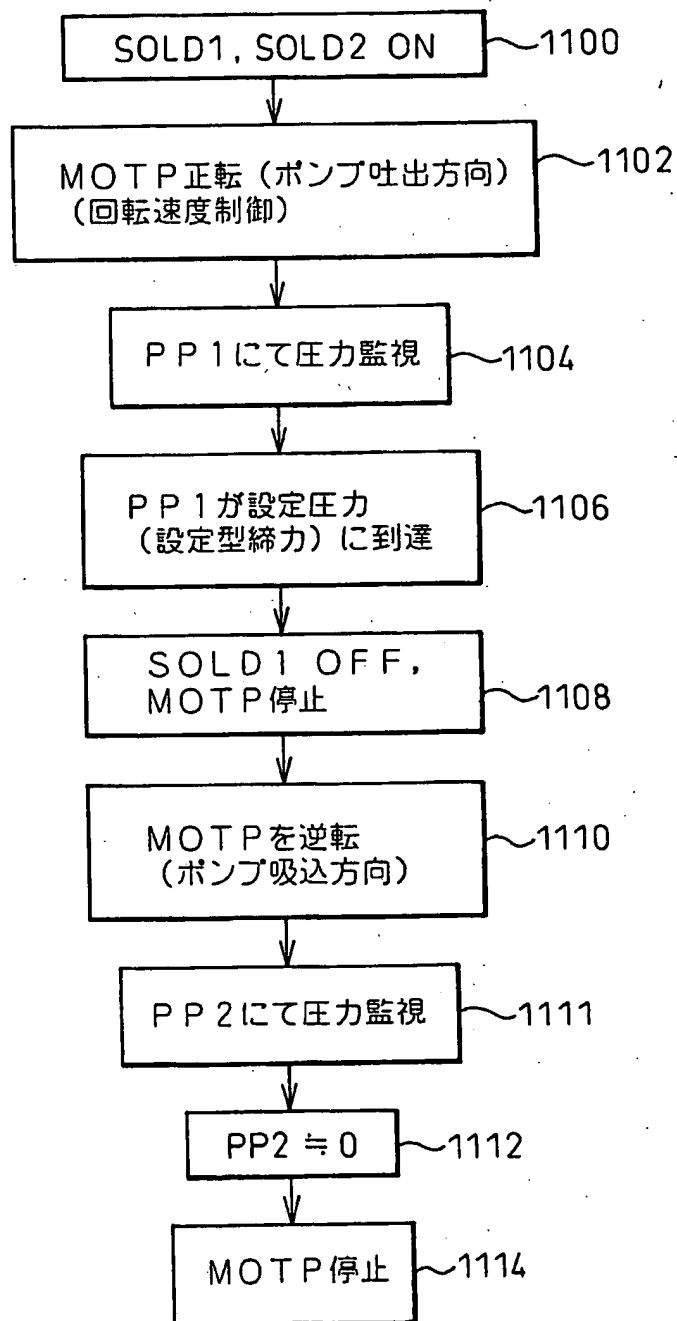 SOLD1, SOLD2 ON
1100
MOTP正転(ポンプ吐出方向)
(回転速度制御)
1102
PP1にて圧力監視
1104
PP1が設定圧力
(設定型締力)に到達
1106
SOLD1 OFF,
MOTP停止
1108
MOTPを逆転
(ポンプ吸込方向)
1110
PP2にて圧力監視
1111
PP2≒0
1112
MOTP停止
1114